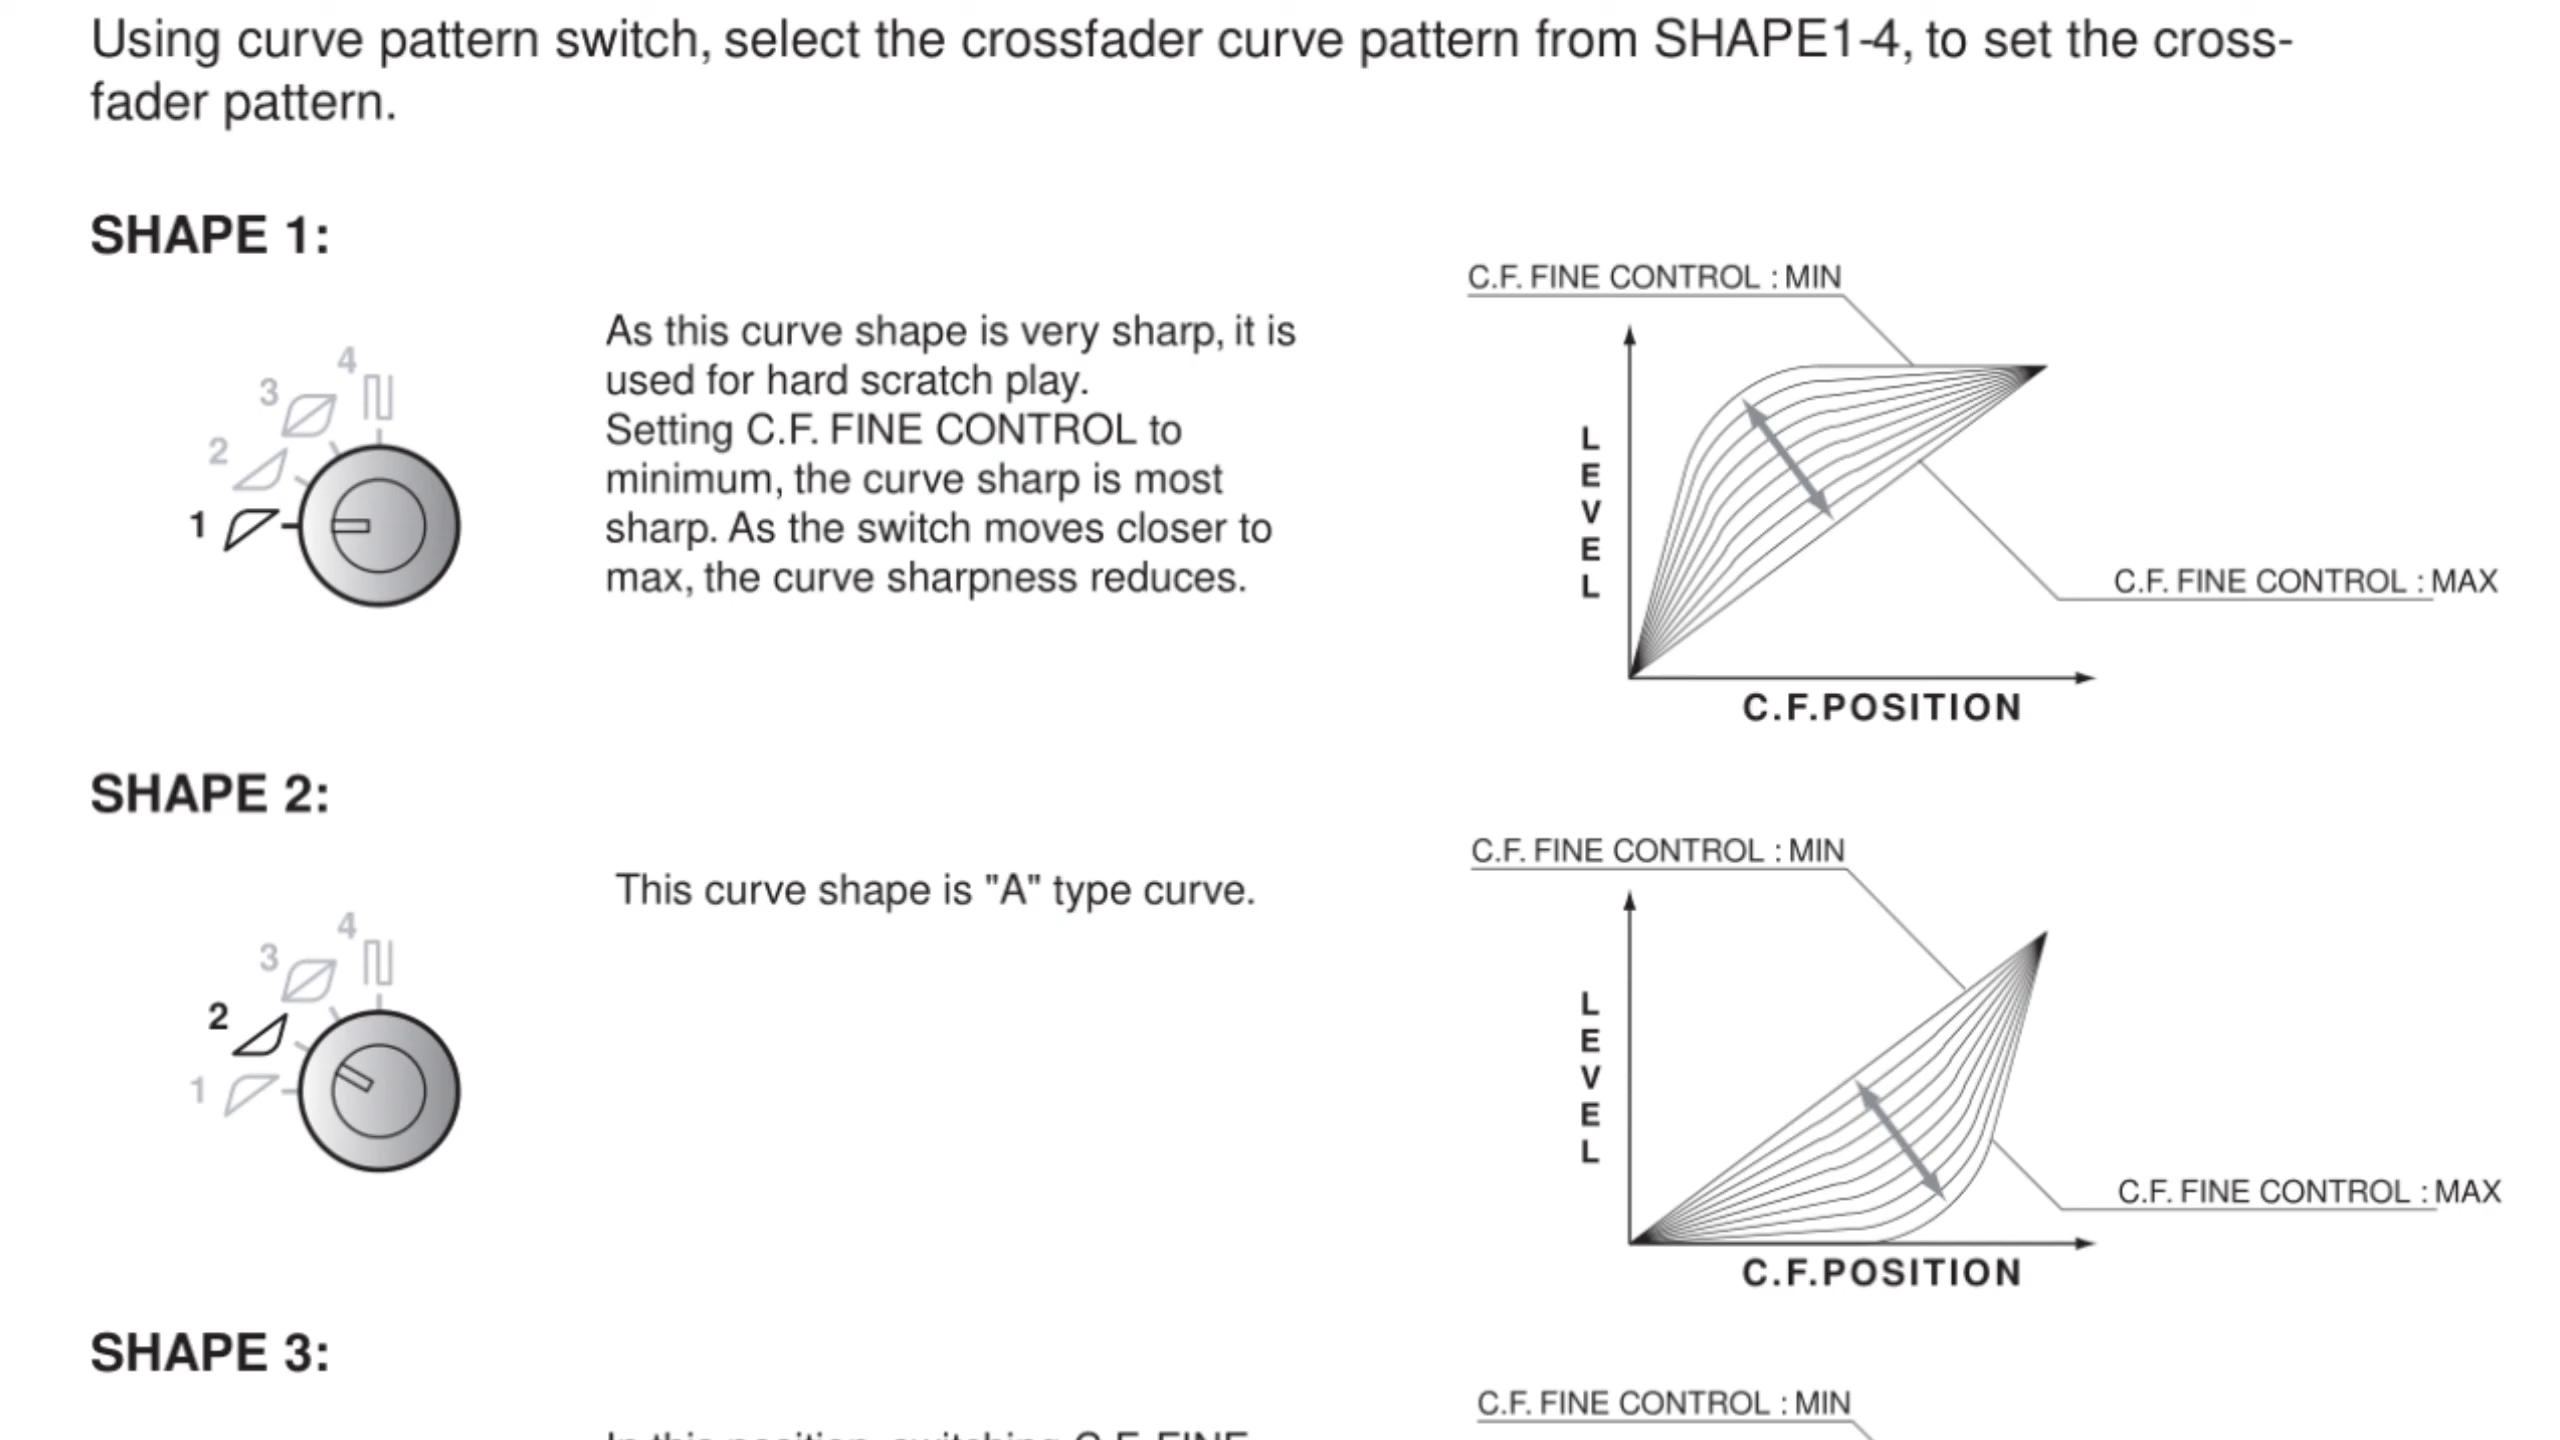 Using curve pattern switch, select the crossfader curve pattern from SHAPE1-4, to set the cross-
fader pattern.
SHAPE 1:
4
3
2
1
As this curve shape is very sharp, it is
used for hard scratch play.
Setting C.F. FINE CONTROL to
minimum, the curve sharp is most
sharp. As the switch moves closer to
max, the curve sharpness reduces.
C.F. FINE CONTROL : MIN
LEVEL
C.F. FINE CONTROL : MAX
C.F.POSITION
SHAPE 2:
4
3
2
1
This curve shape is "A" type curve.
C.F. FINE CONTROL : MIN
LEVEL
C.F. FINE CONTROL : MAX
C.F.POSITION
SHAPE 3:
C.F. FINE CONTROL : MIN